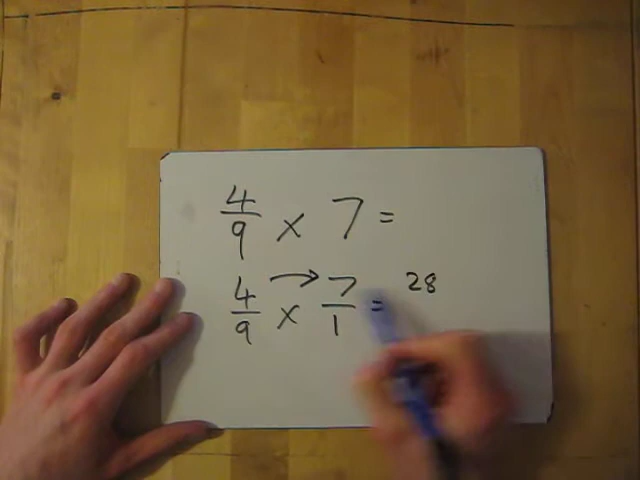 4/9 × 7 =
4/9 × 7/1 = 28